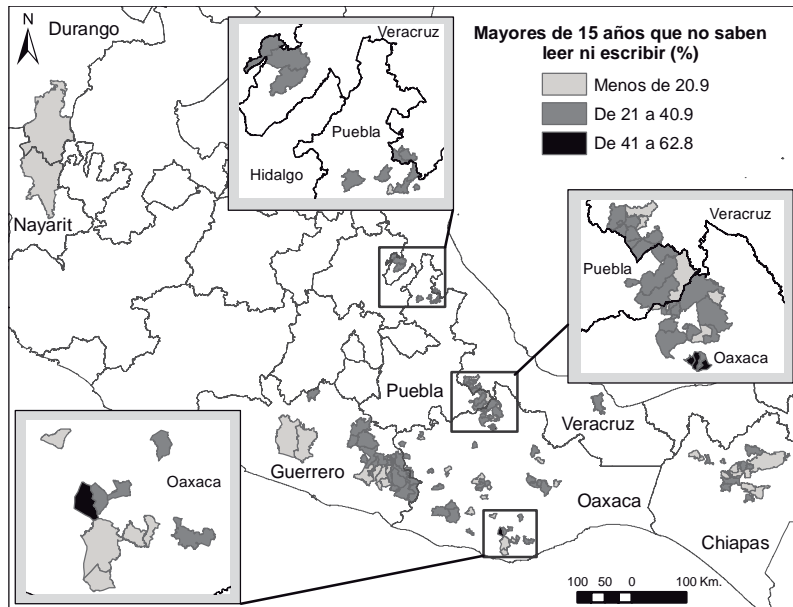 N
Durango
Veracruz
Puebla
Hidalgo
Mayores de 15 años que no saben
leer ni escribir (%)
Menos de 20.9
De 21 a 40.9
De 41 a 62.8
Nayarit
Veracruz
Puebla
Oaxaca
Puebla
Veracruz
Oaxaca
Guerrero
Oaxaca
Chiapas
100 50 0 100 Km.